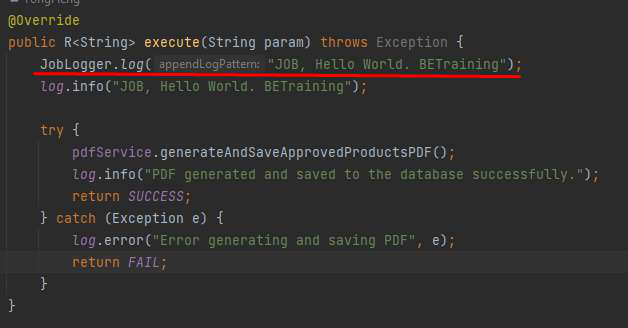 @Override
public R<String> execute(String param) throws Exception {
    JobLogger.log( appendLogPattern: "JOB, Hello World. BETraining");
    log.info("JOB, Hello World. BETraining");
    try {
        pdfService.generateAndSaveApprovedProductsPDF();
        log.info("PDF generated and saved to the database successfully.");
        return SUCCESS;
    } catch (Exception e) {
        log.error("Error generating and saving PDF", e);
        return FAIL;
    }
}